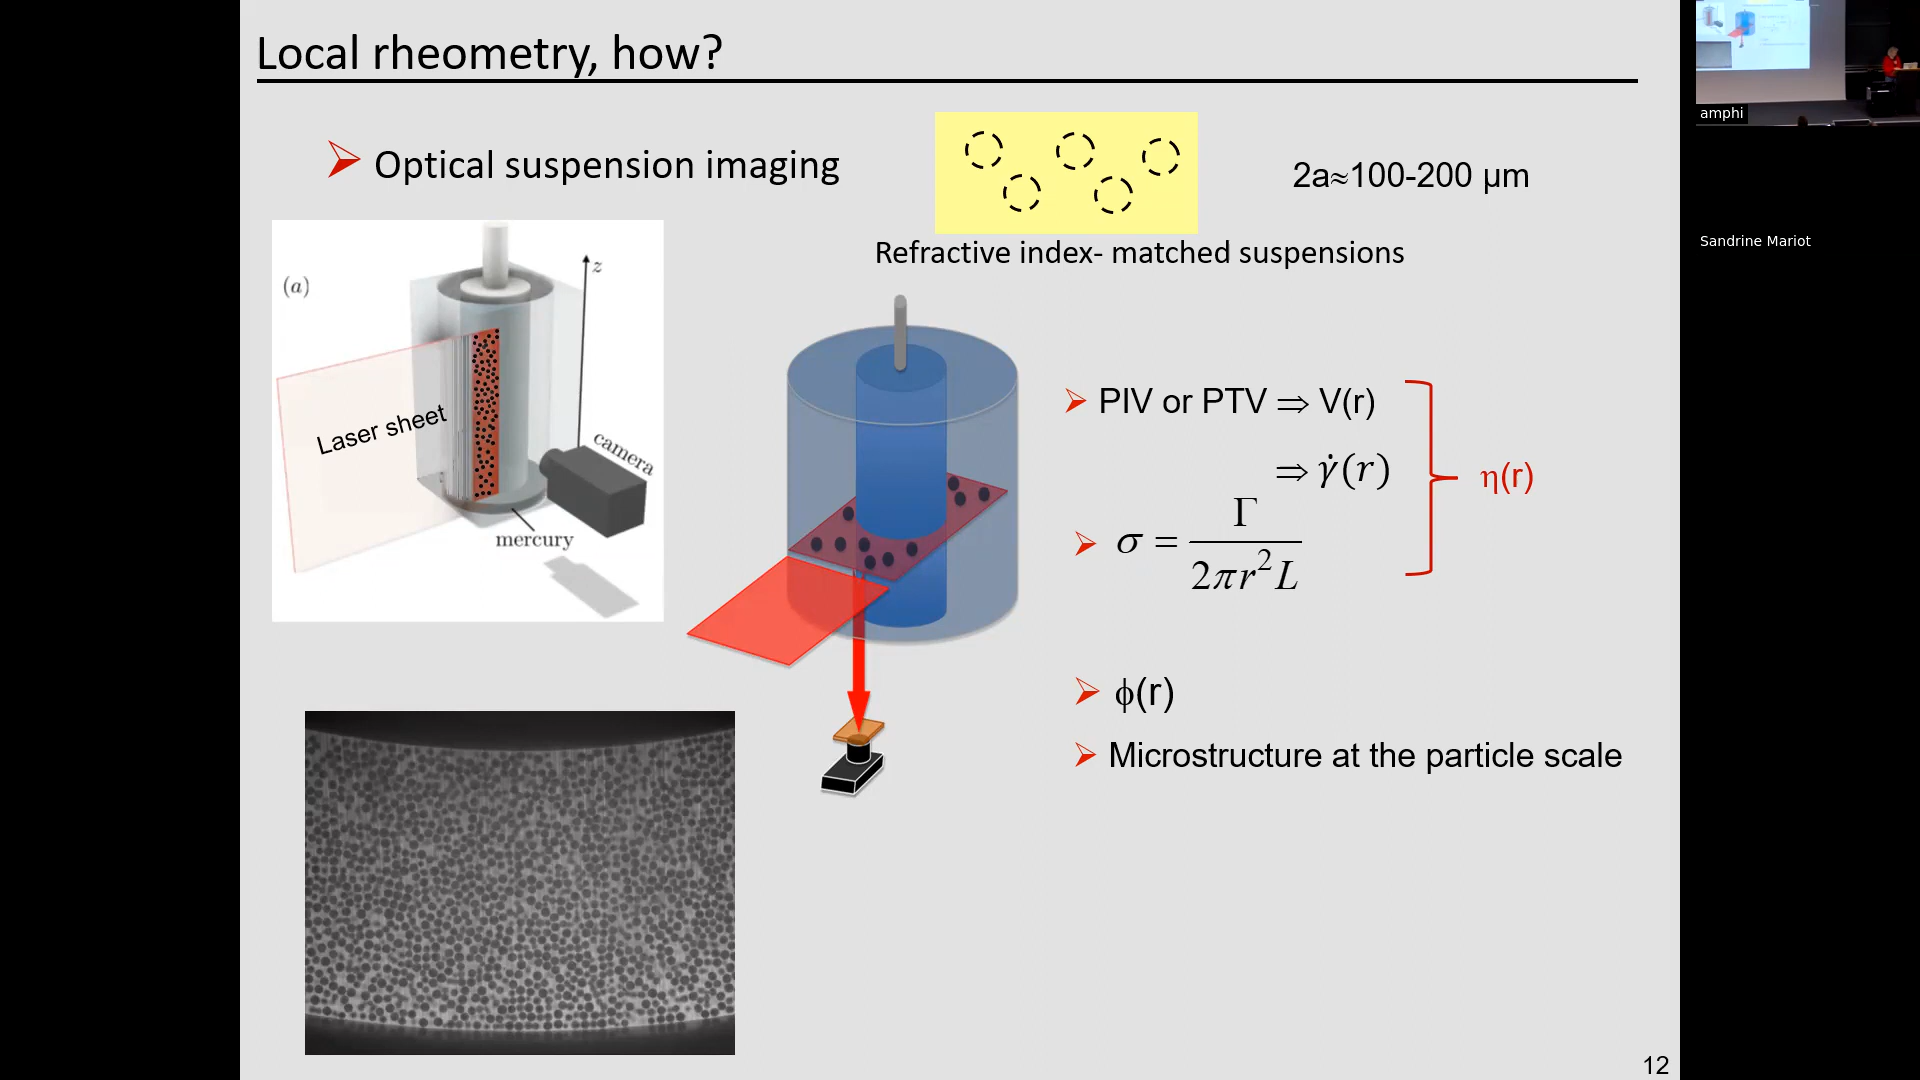 Local rheometry, how?
Optical suspension imaging
2a≈100-200 µm
Refractive index- matched suspensions
(a)
z
Laser sheet
camera
mercury
PIV or PTV ⇒ V(r)
⇒ γ̇(r)
σ = Γ / 2πr²L
η(r)
ϕ(r)
Microstructure at the particle scale
12
amphi
Sandrine Mariot